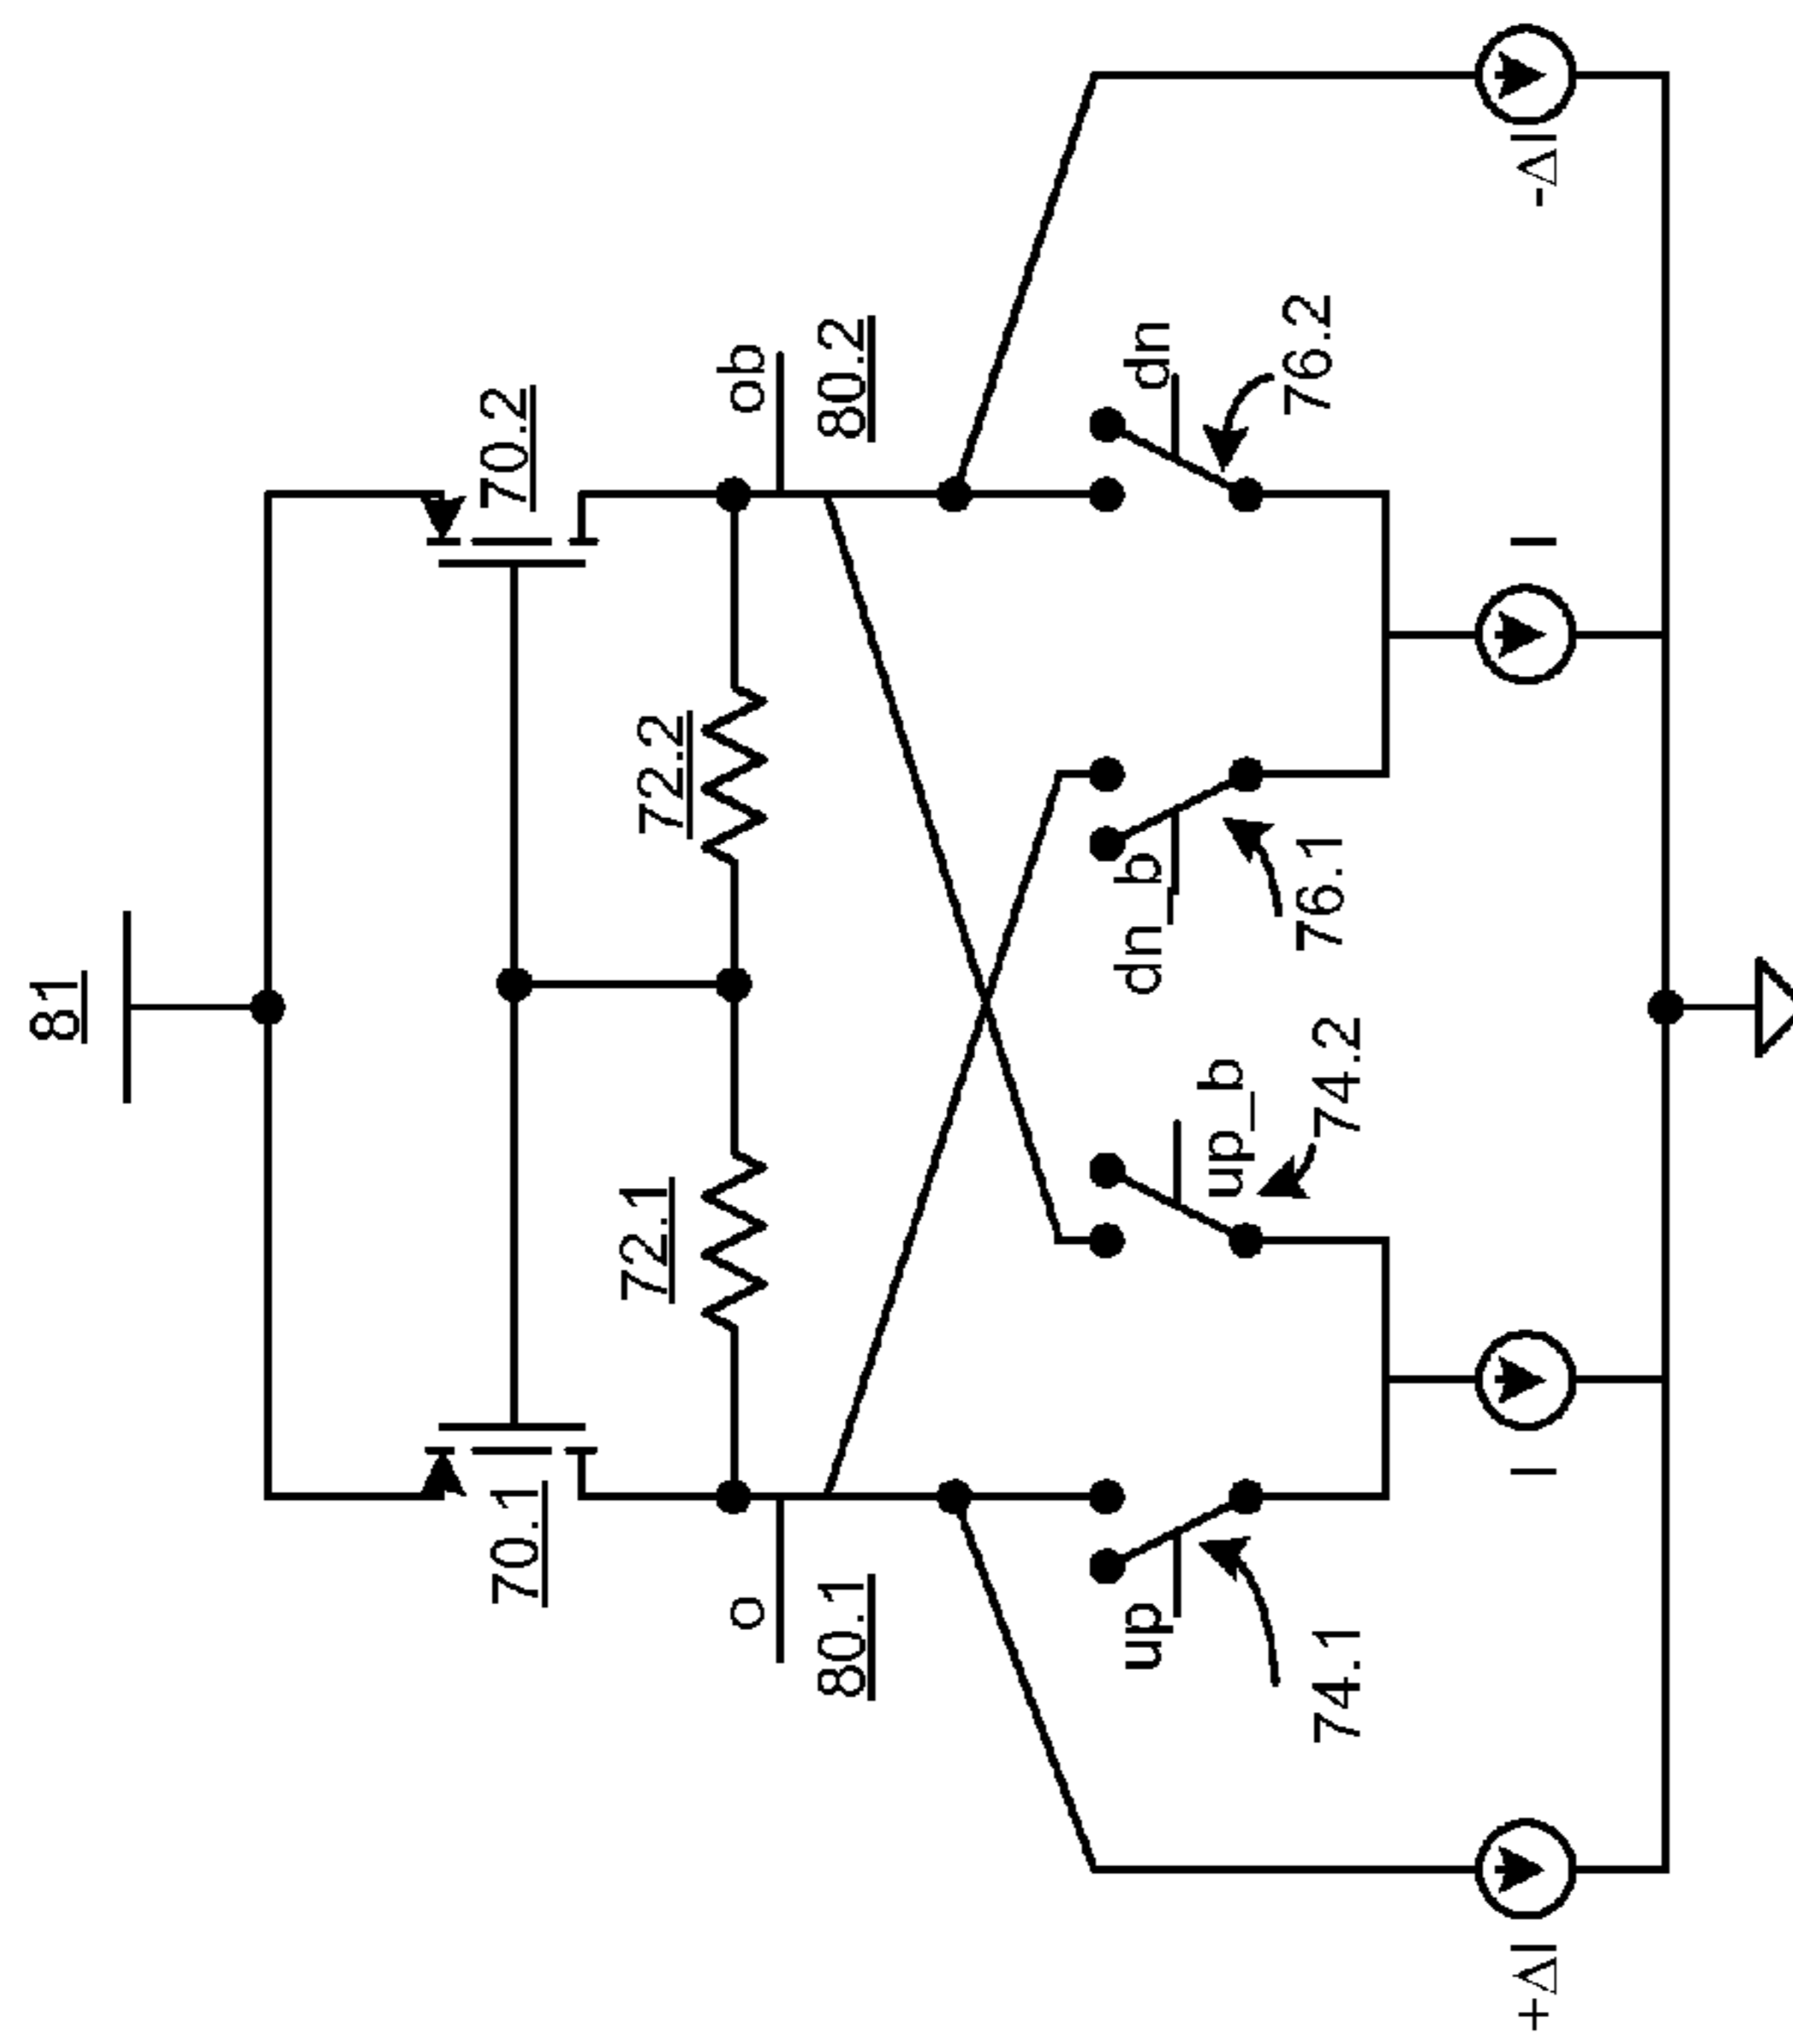 81
70.1
70.2
72.1
72.2
o
80.1
ob
80.2
up
74.1
up_b
74.2
dn_b
76.1
dn
76.2
+ΔI
I
I
-ΔI